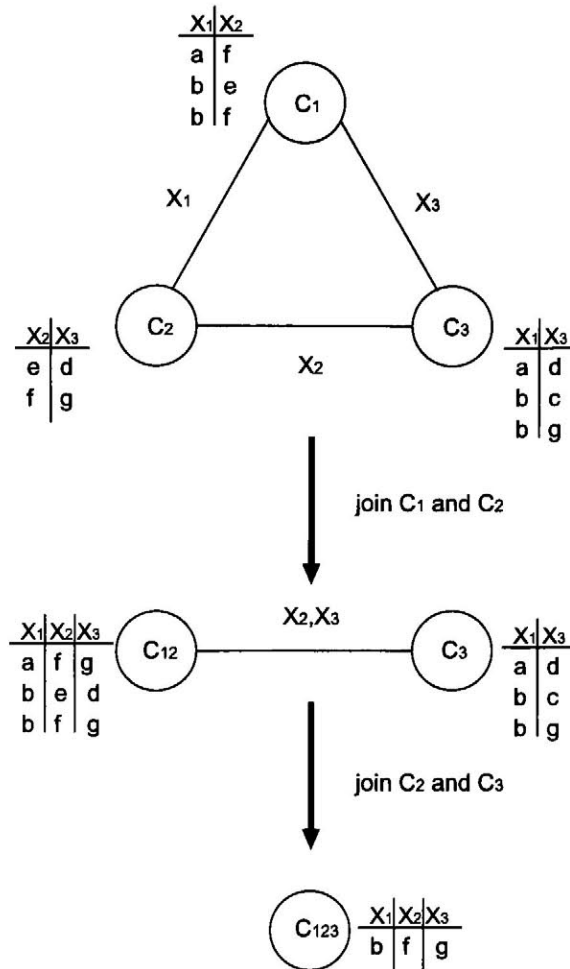 X1 X2
a f
b e
b f
C1
X1
X3
C2
C3
X2
X2 X3
e d
f g
X1 X3
a d
b c
b g
join C1 and C2
X2,X3
X1 X2 X3
a f g
b e d
b f g
C12
C3
X1 X3
a d
b c
b g
join C2 and C3
C123
X1 X2 X3
b f g